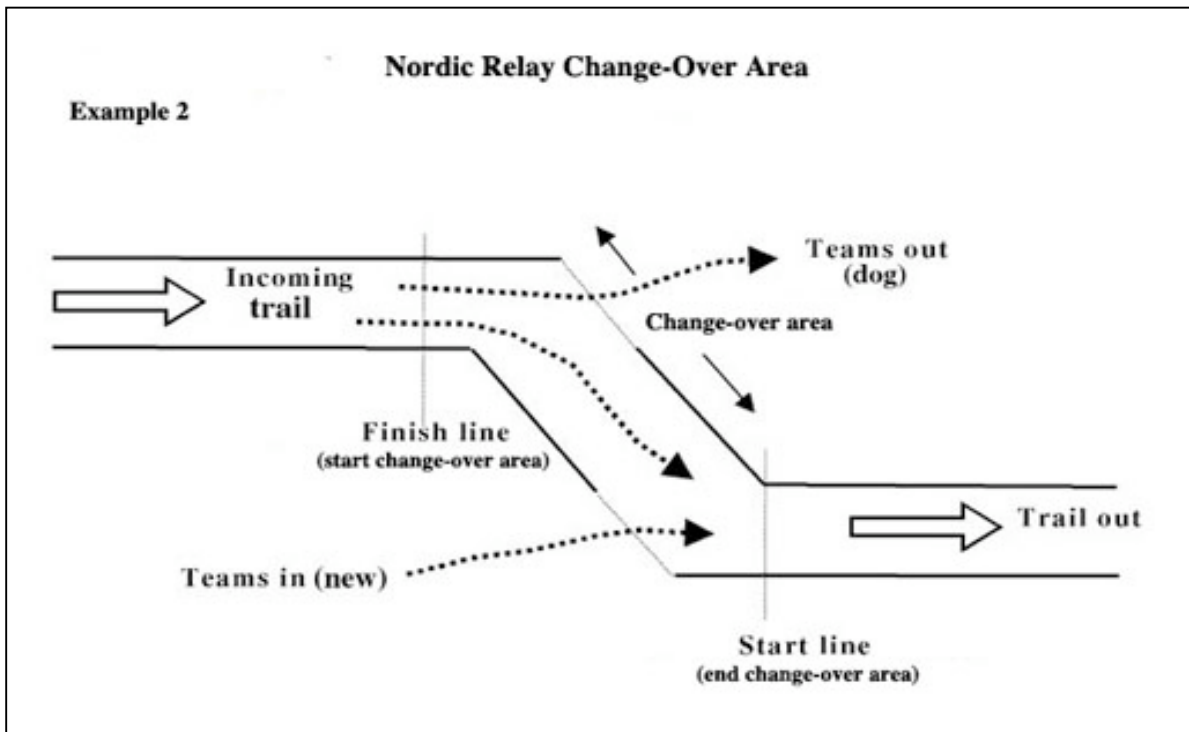 Nordic Relay Change-Over Area
Example 2
Teams out
(dog)
Incoming
trail
Change-over area
Finish line
(start change-over area)
Trail out
Teams in (new)
Start line
(end change-over area)